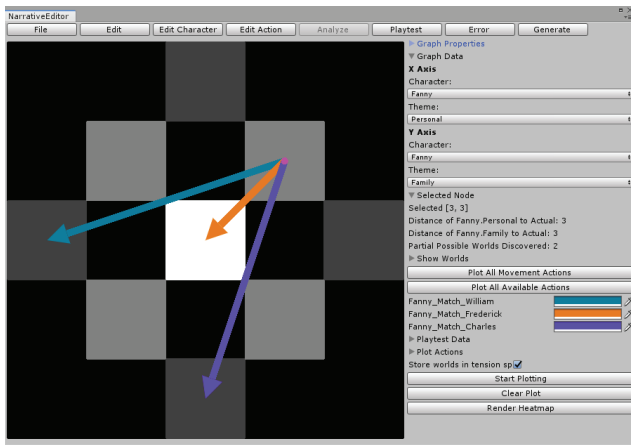 NarrativeEditor
File Edit Edit Character Edit Action Analyze Playtest Error Generate
Graph Properties
Graph Data
X Axis
Character:
Fanny
Theme:
Personal
Y Axis
Character:
Fanny
Theme:
Family
Selected Node
Selected [3, 3]
Distance of Fanny.Personal to Actual: 3
Distance of Fanny.Family to Actual: 3
Partial Possible Worlds Discovered: 2
Show Worlds
Plot All Movement Actions
Plot All Available Actions
Fanny_Match_William
Fanny_Match_Frederick
Fanny_Match_Charles
Playtest Data
Plot Actions
Store worlds in tension sp
Start Plotting
Clear Plot
Render Heatmap